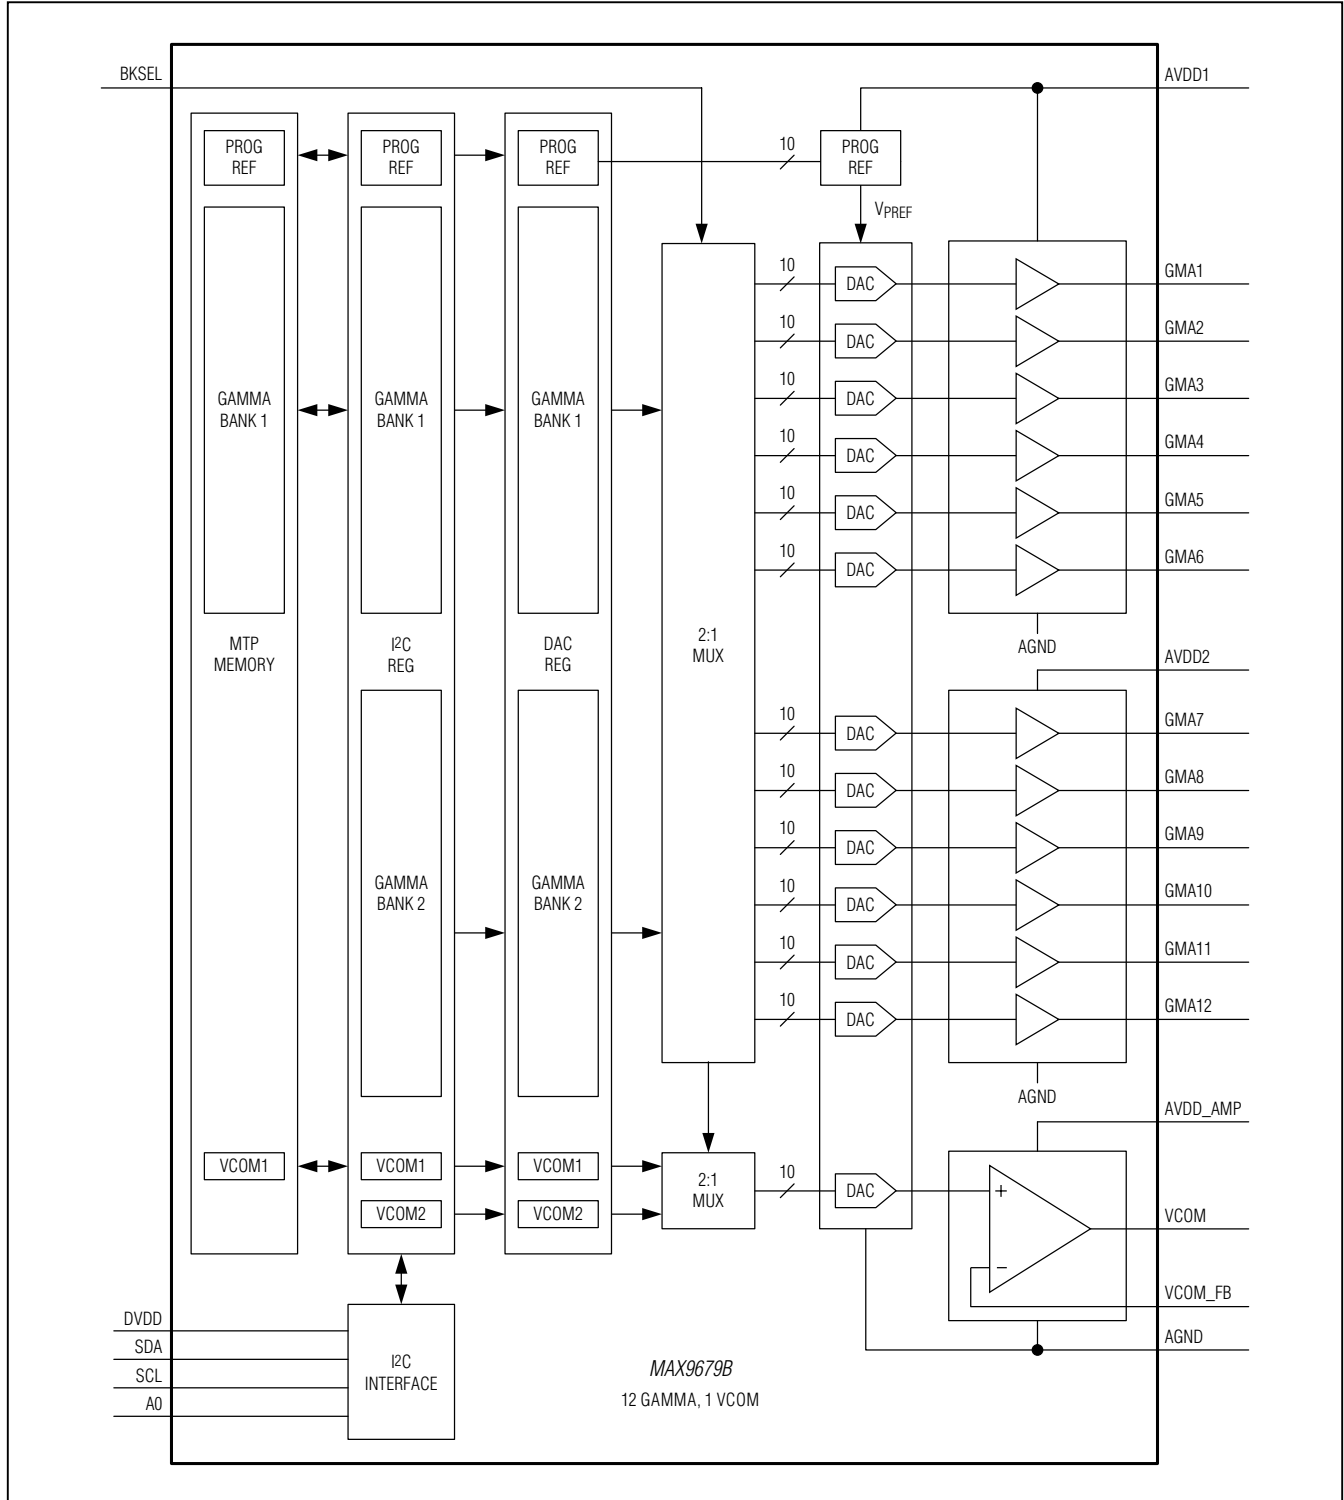 BKSEL
AVDD1
PROG
REF
PROG
REF
PROG
REF
10
PROG
REF
VPREF
10
DAC
GMA1
10
DAC
GMA2
10
DAC
GMA3
GAMMA
BANK 1
GAMMA
BANK 1
GAMMA
BANK 1
10
DAC
GMA4
10
DAC
GMA5
10
DAC
GMA6
MTP
MEMORY
I2C
REG
DAC
REG
2:1
MUX
AGND
AVDD2
10
DAC
GMA7
10
DAC
GMA8
10
DAC
GMA9
GAMMA
BANK 2
GAMMA
BANK 2
10
DAC
GMA10
10
DAC
GMA11
10
DAC
GMA12
AGND
AVDD_AMP
VCOM1
VCOM1
VCOM1
VCOM2
VCOM2
2:1
MUX
10
DAC
+
−
VCOM
VCOM_FB
AGND
DVDD
SDA
SCL
A0
I2C
INTERFACE
MAX9679B
12 GAMMA, 1 VCOM